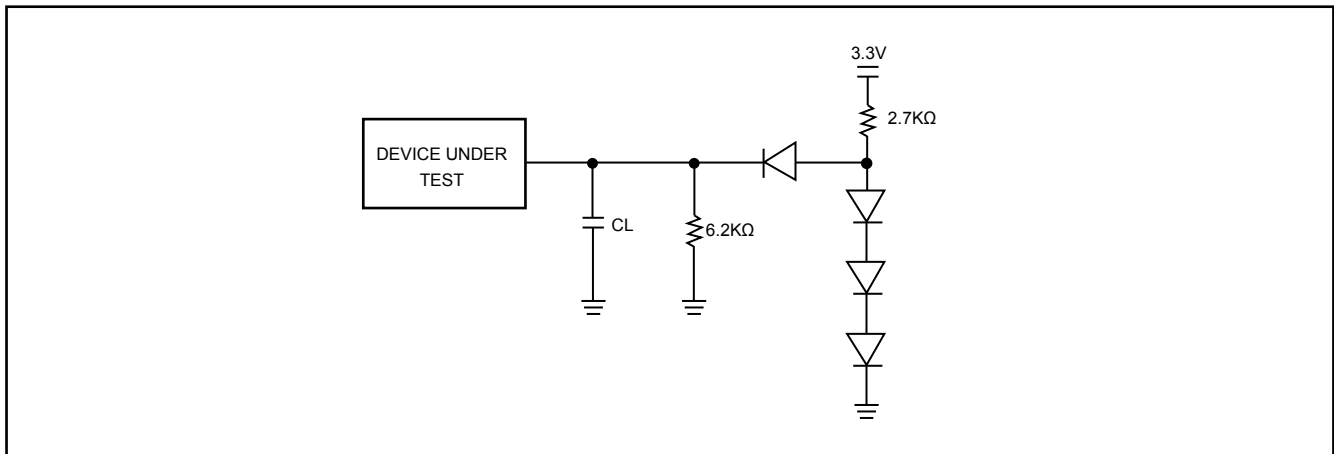 3.3V
2.7KΩ
DEVICE UNDER
TEST
CL
6.2KΩ